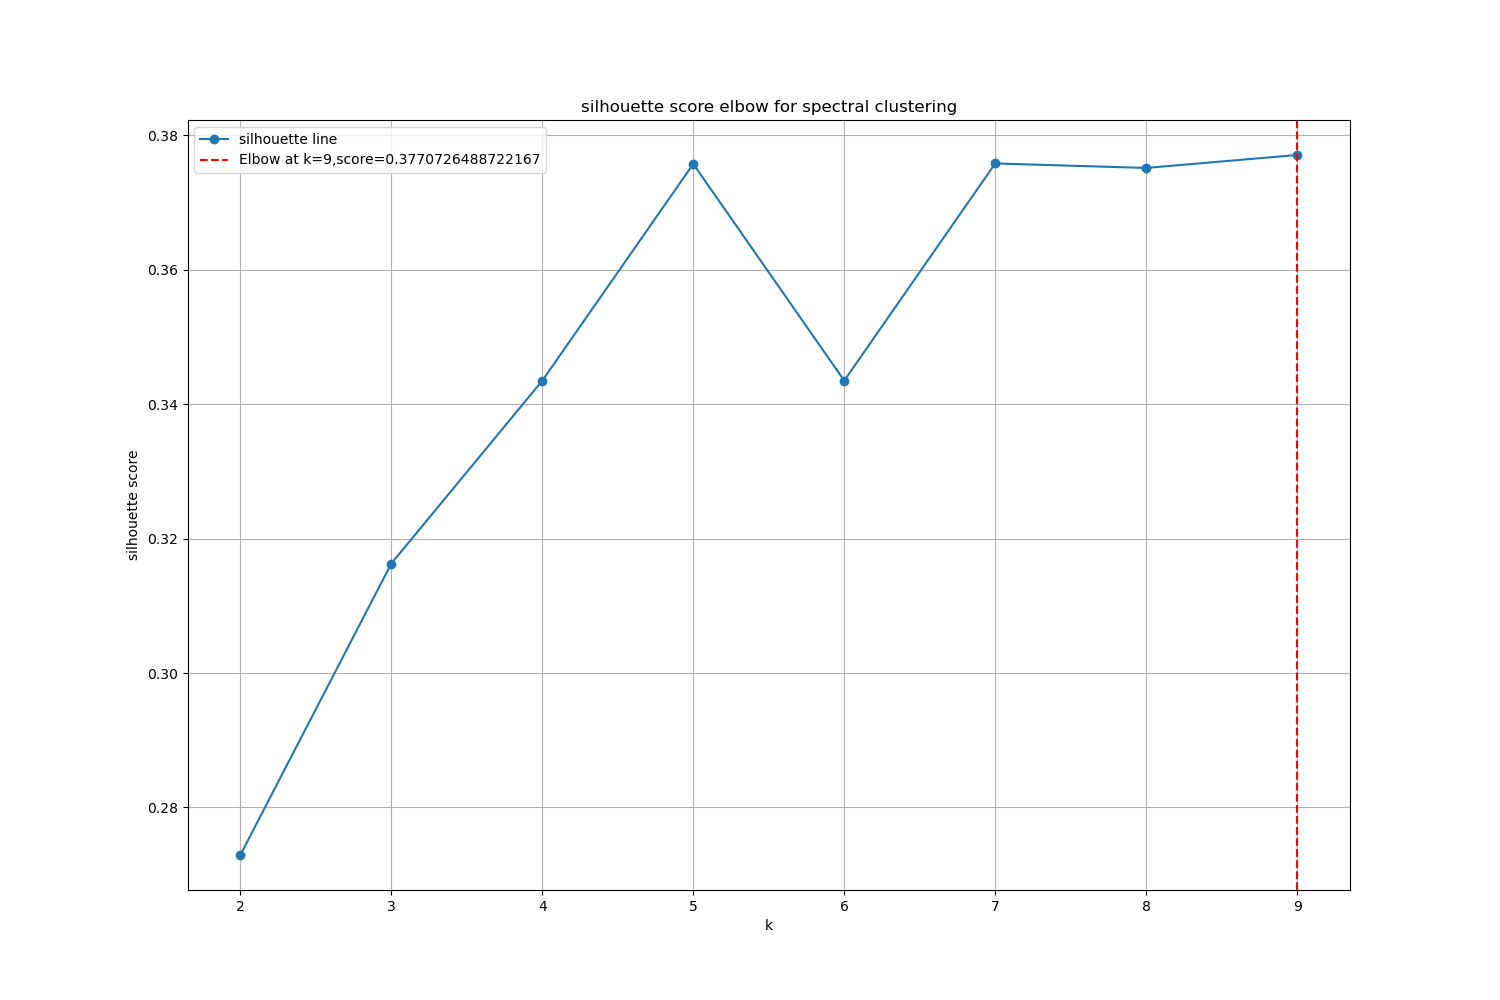 silhouette score elbow for spectral clustering
silhouette line
Elbow at k=9,score=0.3770726488722167
0.38
0.36
0.34
0.32
0.30
0.28
silhouette score
2 3 4 5 6 7 8 9
k